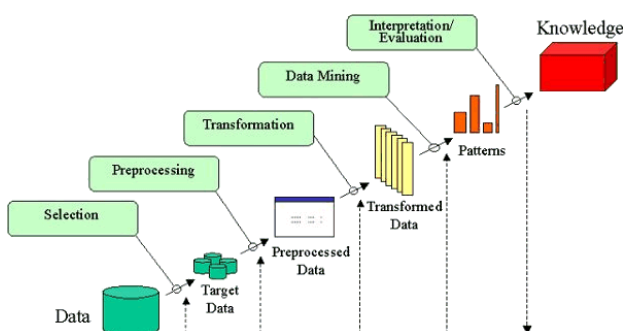 Interpretation/
Evaluation
Knowledge
Data Mining
Transformation
Patterns
Preprocessing
Transformed
Data
Selection
Preprocessed
Data
Target
Data
Data